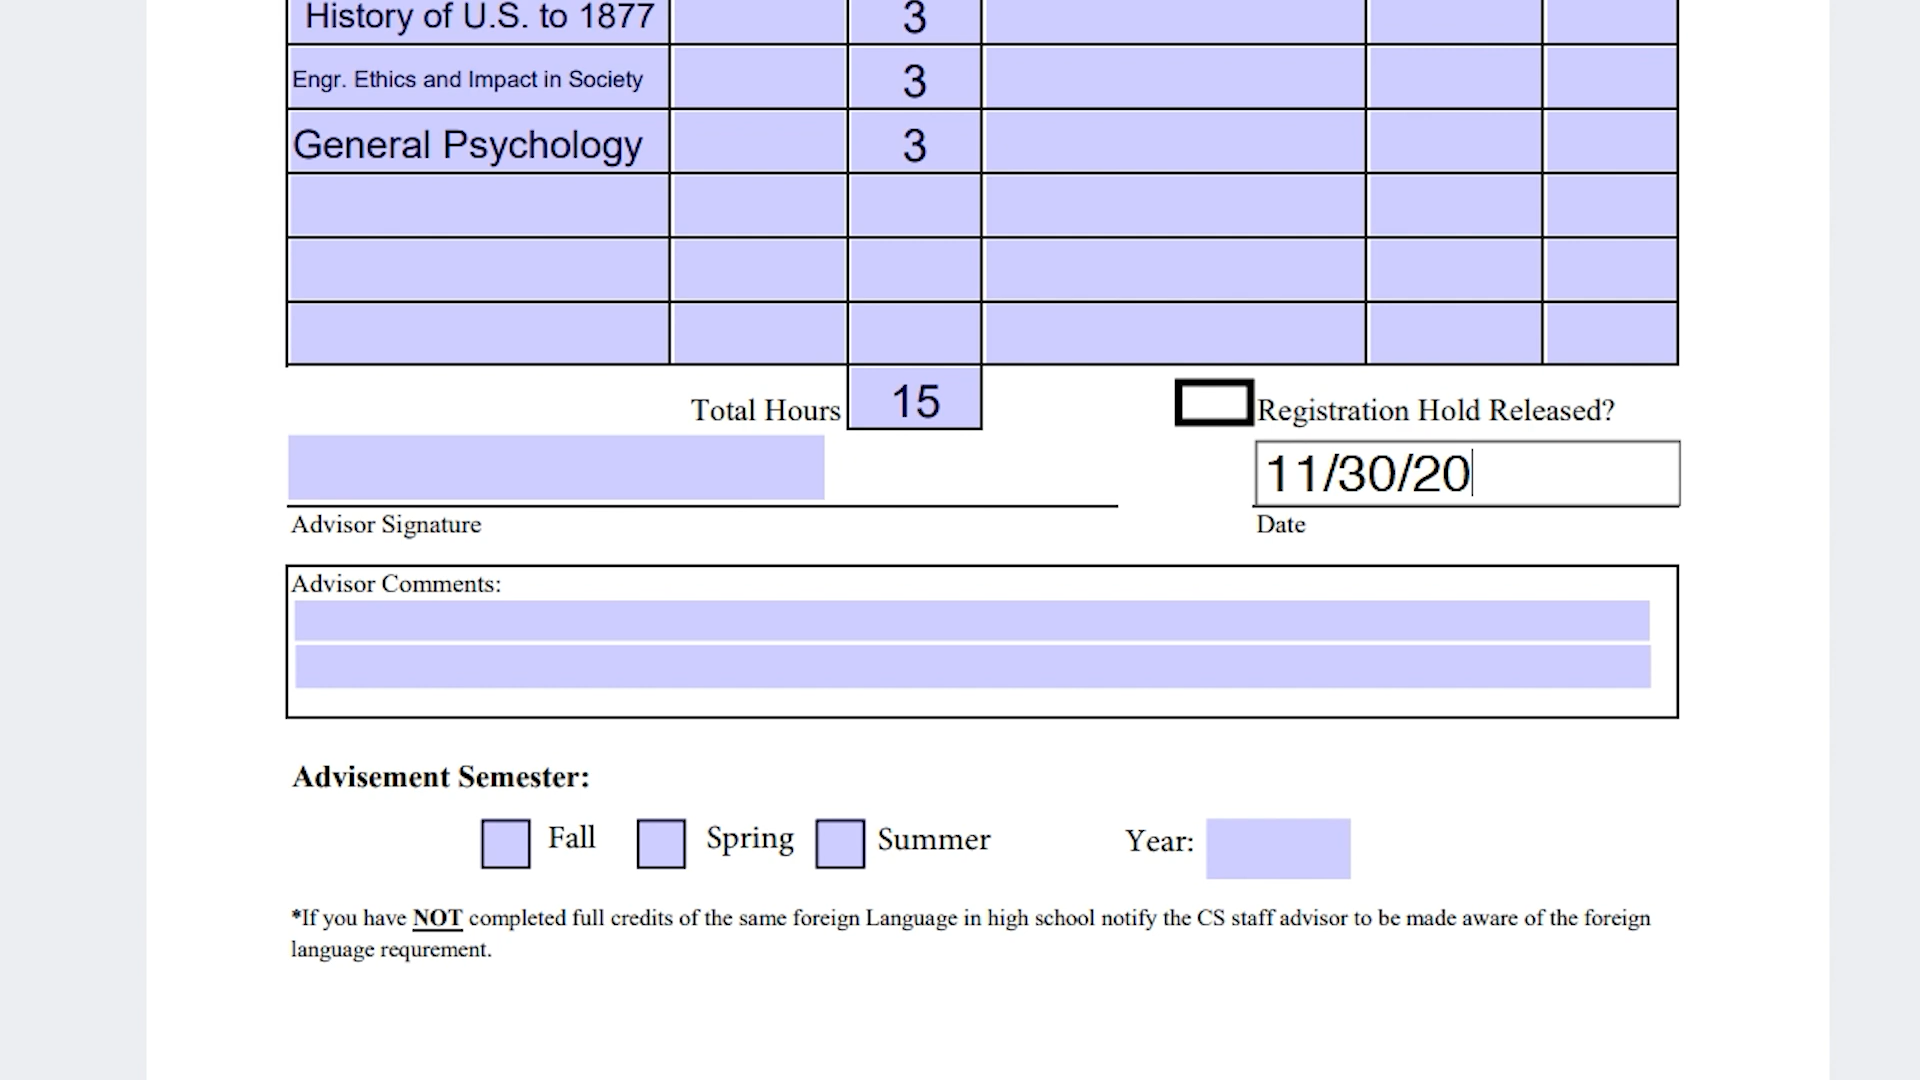 History of U.S. to 1877 3
Engr. Ethics and Impact in Society 3
General Psychology 3
Total Hours 15 Registration Hold Released?
11/30/20
Advisor Signature Date
Advisor Comments:
Advisement Semester:
Fall Spring Summer Year:
*If you have NOT completed full credits of the same foreign Language in high school notify the CS staff advisor to be made aware of the foreign
language requrement.